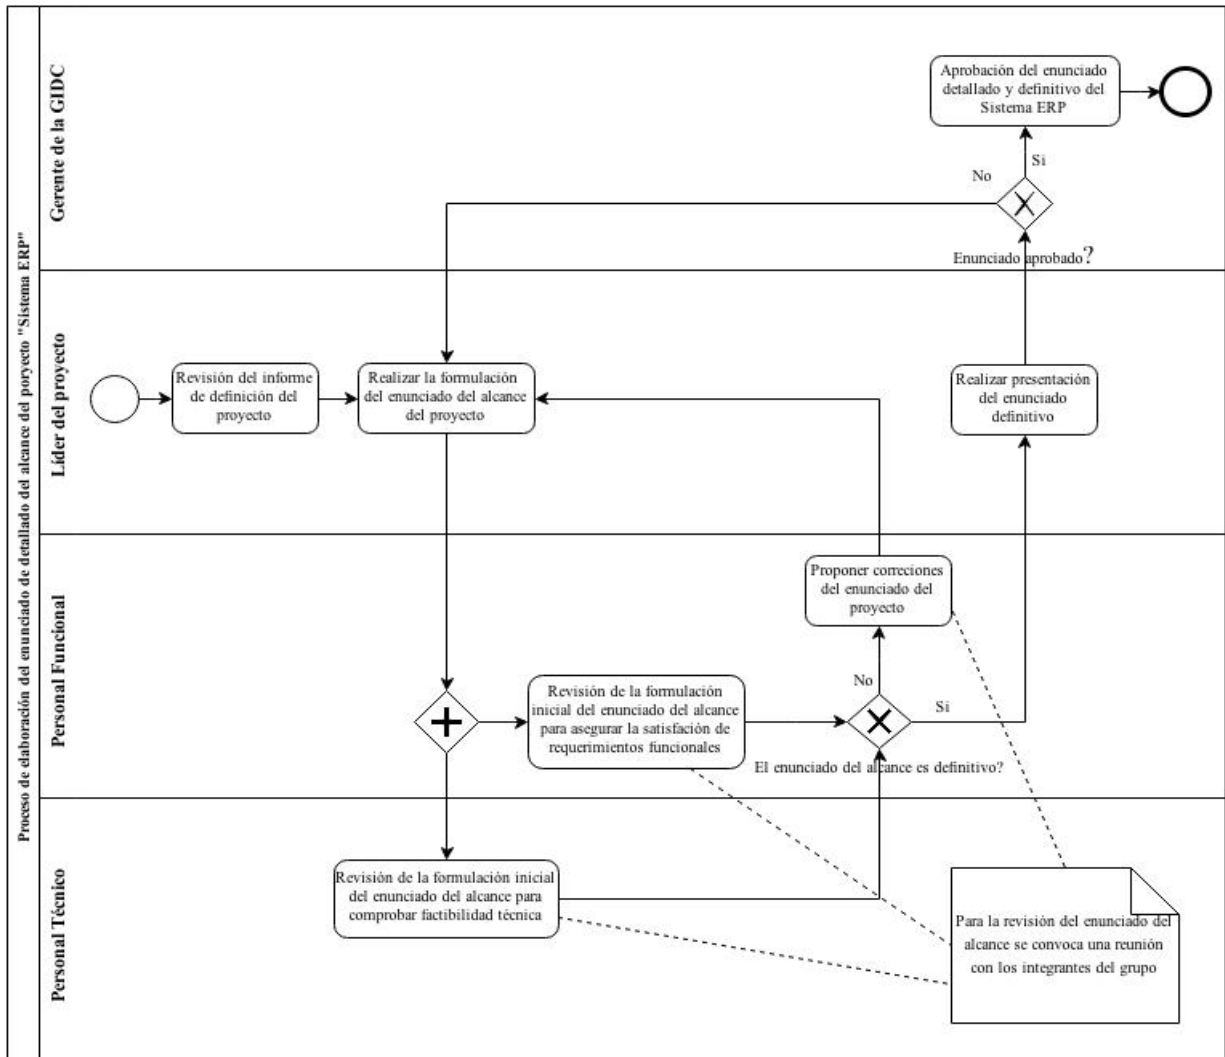 Proceso de elaboración del enunciado de detallado del alcance del poryecto "Sistema ERP"
Gerente de la GIDC
Aprobación del enunciado
detallado y definitivo del
Sistema ERP
Si
No
Enunciado aprobado?
Líder del proyecto
Revisión del informe
de definición del
proyecto
Realizar la formulación
del enunciado del alcance
del proyecto
Realizar presentación
del enunciado
definitivo
Personal Funcional
Proponer correciones
del enunciado del
proyecto
No
Si
Revisión de la formulación
inicial del enunciado del alcance
para asegurar la satisfacción de
requerimientos funcionales
El enunciado del alcance es definitivo?
Personal Técnico
Revisión de la formulación inicial
del enunciado del alcance para
comprobar factibilidad técnica
Para la revisión del enunciado del
alcance se convoca una reunión
con los integrantes del grupo